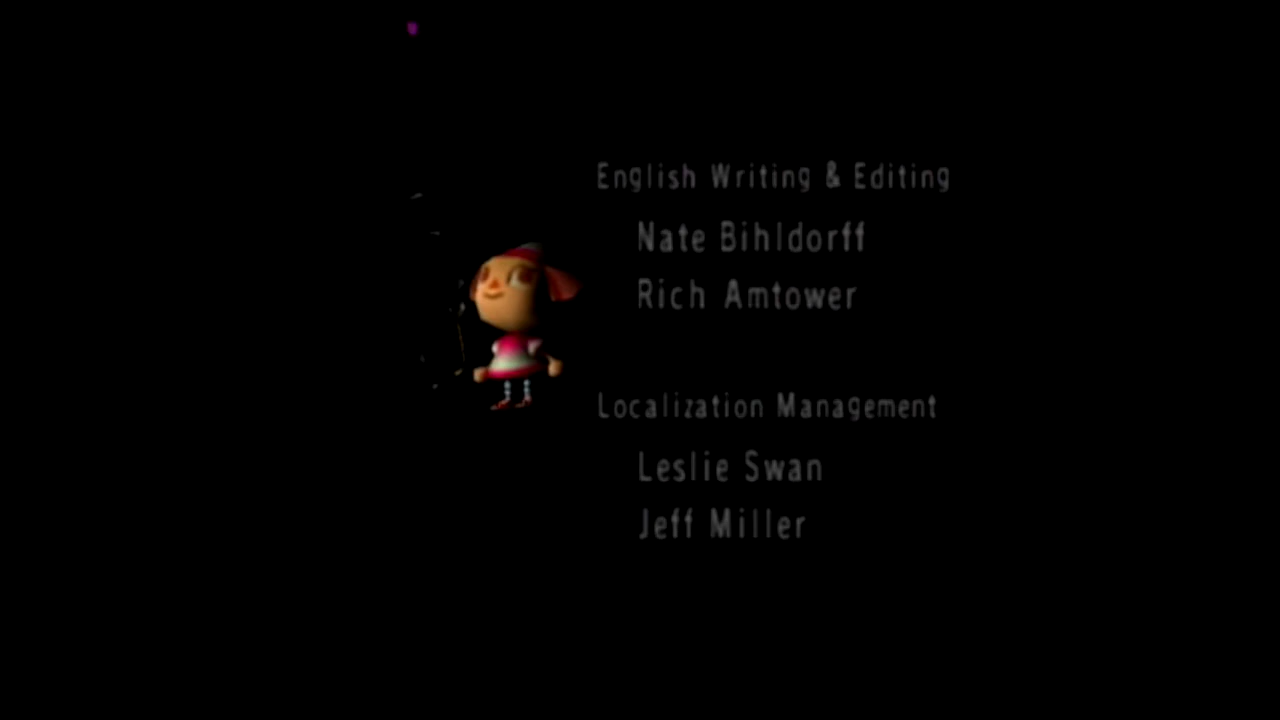 English Writing & Editing
Nate Bihldorff
Rich Amtower
Localization Management
Leslie Swan
Jeff Miller